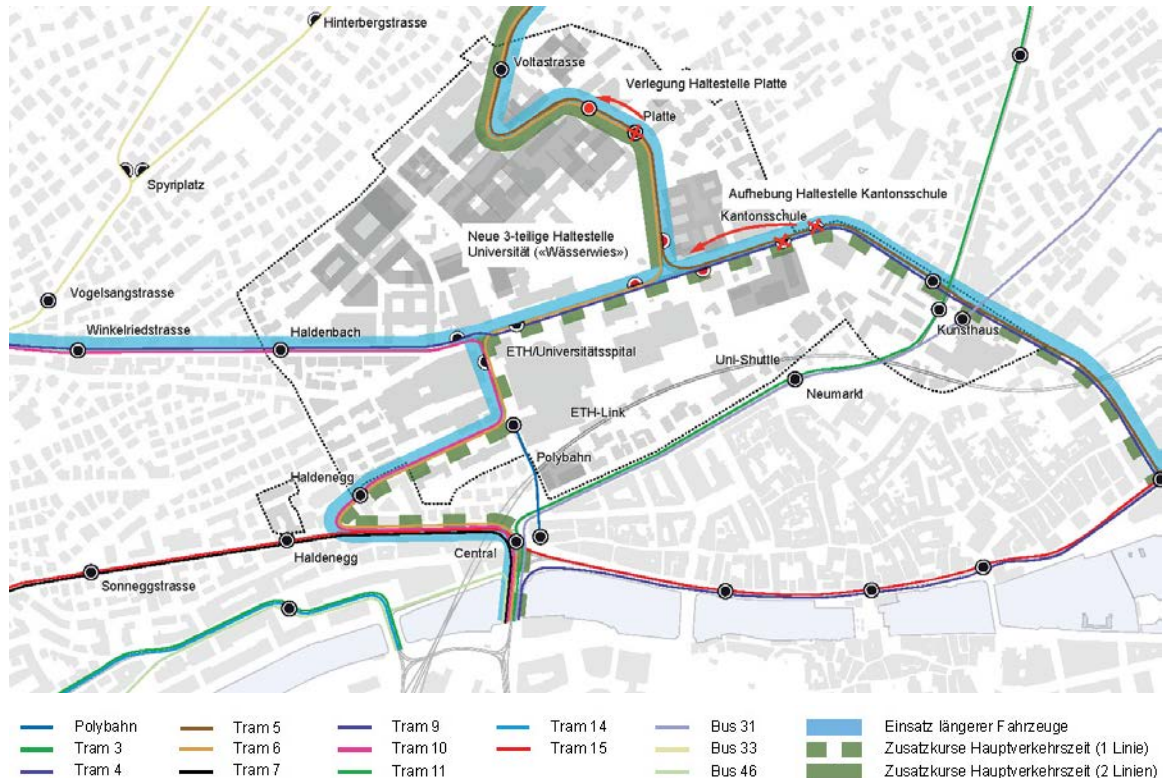 Hinterbergstrasse
Voltastrasse
Verlegung Haltestelle Platte
Platte
Spyriplatz
Aufhebung Haltestelle Kantonsschule
Kantonsschule
Neue 3-teilige Haltestelle
Universität («Wässerwies»)
Vogelsangstrasse
Winkelriedstrasse
Haldenbach
Kunsthaus
ETH/Universitätsspital
Uni-Shuttle
Neumarkt
ETH-Link
Polybahn
Haldenegg
Haldenegg
Central
Sonneggstrasse
Polybahn
Tram 3
Tram 4
Tram 5
Tram 6
Tram 7
Tram 9
Tram 10
Tram 11
Tram 14
Tram 15
Bus 31
Bus 33
Bus 46
Einsatz längerer Fahrzeuge
Zusatzkurse Hauptverkehrszeit (1 Linie)
Zusatzkurse Hauptverkehrszeit (2 Linien)